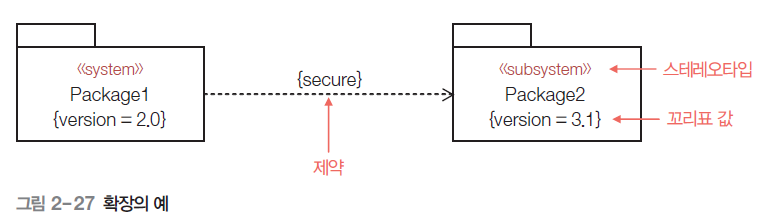 《system》
Package1
{version = 2.0}
{secure}
제약
《subsystem》
Package2
{version = 3.1}
스테레오타입
꼬리표 값
그림 2-27 확장의 예